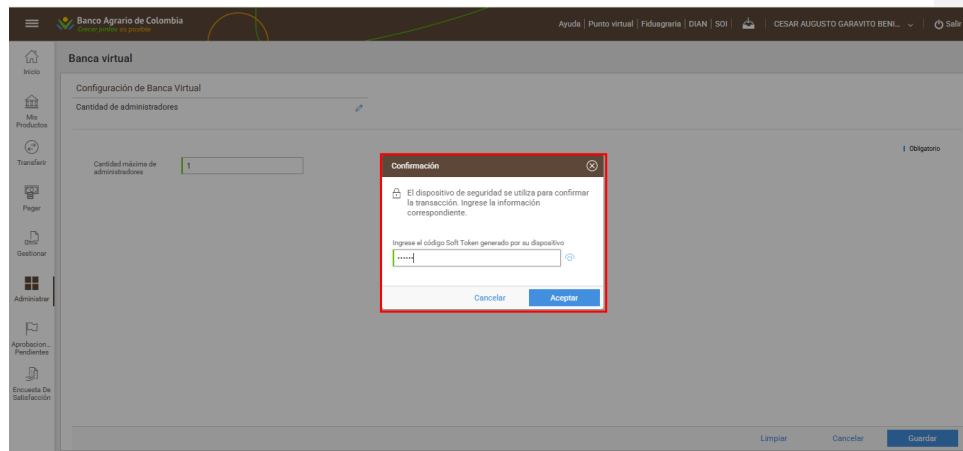 Banco Agrario de Colombia
Crecer juntos es posible
Ayuda | Punto virtual | Fiduagraria | DIAN | SOI |
CESAR AUGUSTO GARAVITO BENI...
Salir
Inicio
Mis
Productos
Transferir
Pagar
Gestionar
Administrar
Aprobacion...
Pendientes
Encuesta De
Satisfacción
Banca virtual
Configuración de Banca Virtual
Cantidad de administradores
Obligatorio
Cantidad máxima de
administradores
1
Confirmación
El dispositivo de seguridad se utiliza para confirmar
la transacción. Ingrese la información
correspondiente.
Ingrese el código Soft Token generado por su dispositivo
······
Cancelar
Aceptar
Limpiar
Cancelar
Guardar